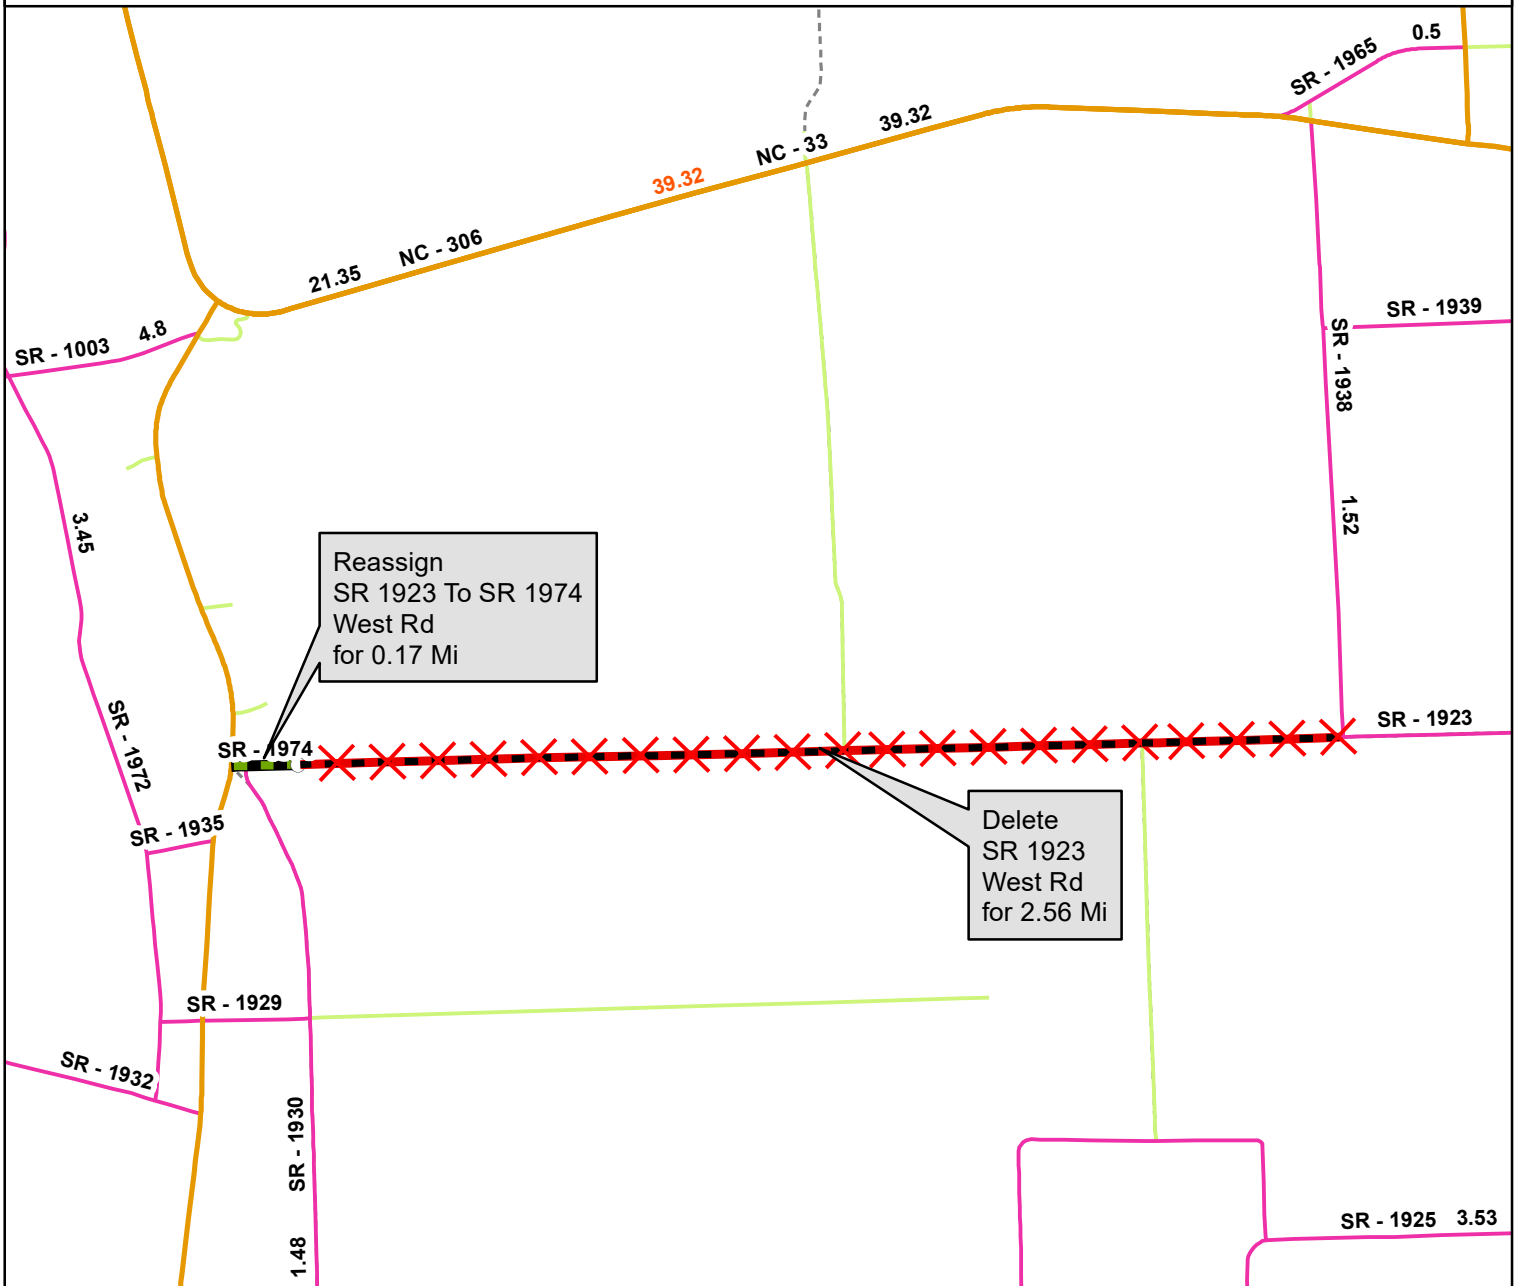 0.5
SR - 1965
39.32
NC - 33
39.32
NC - 306
21.35
SR - 1939
4.8
SR - 1003
SR - 1938
1.52
3.45
Reassign
SR 1923 To SR 1974
West Rd
for 0.17 Mi
SR - 1923
SR - 1972
SR - 1974
Delete
SR 1923
West Rd
for 2.56 Mi
SR - 1935
SR - 1929
SR - 1932
SR - 1930
1.48
SR - 1925 3.53